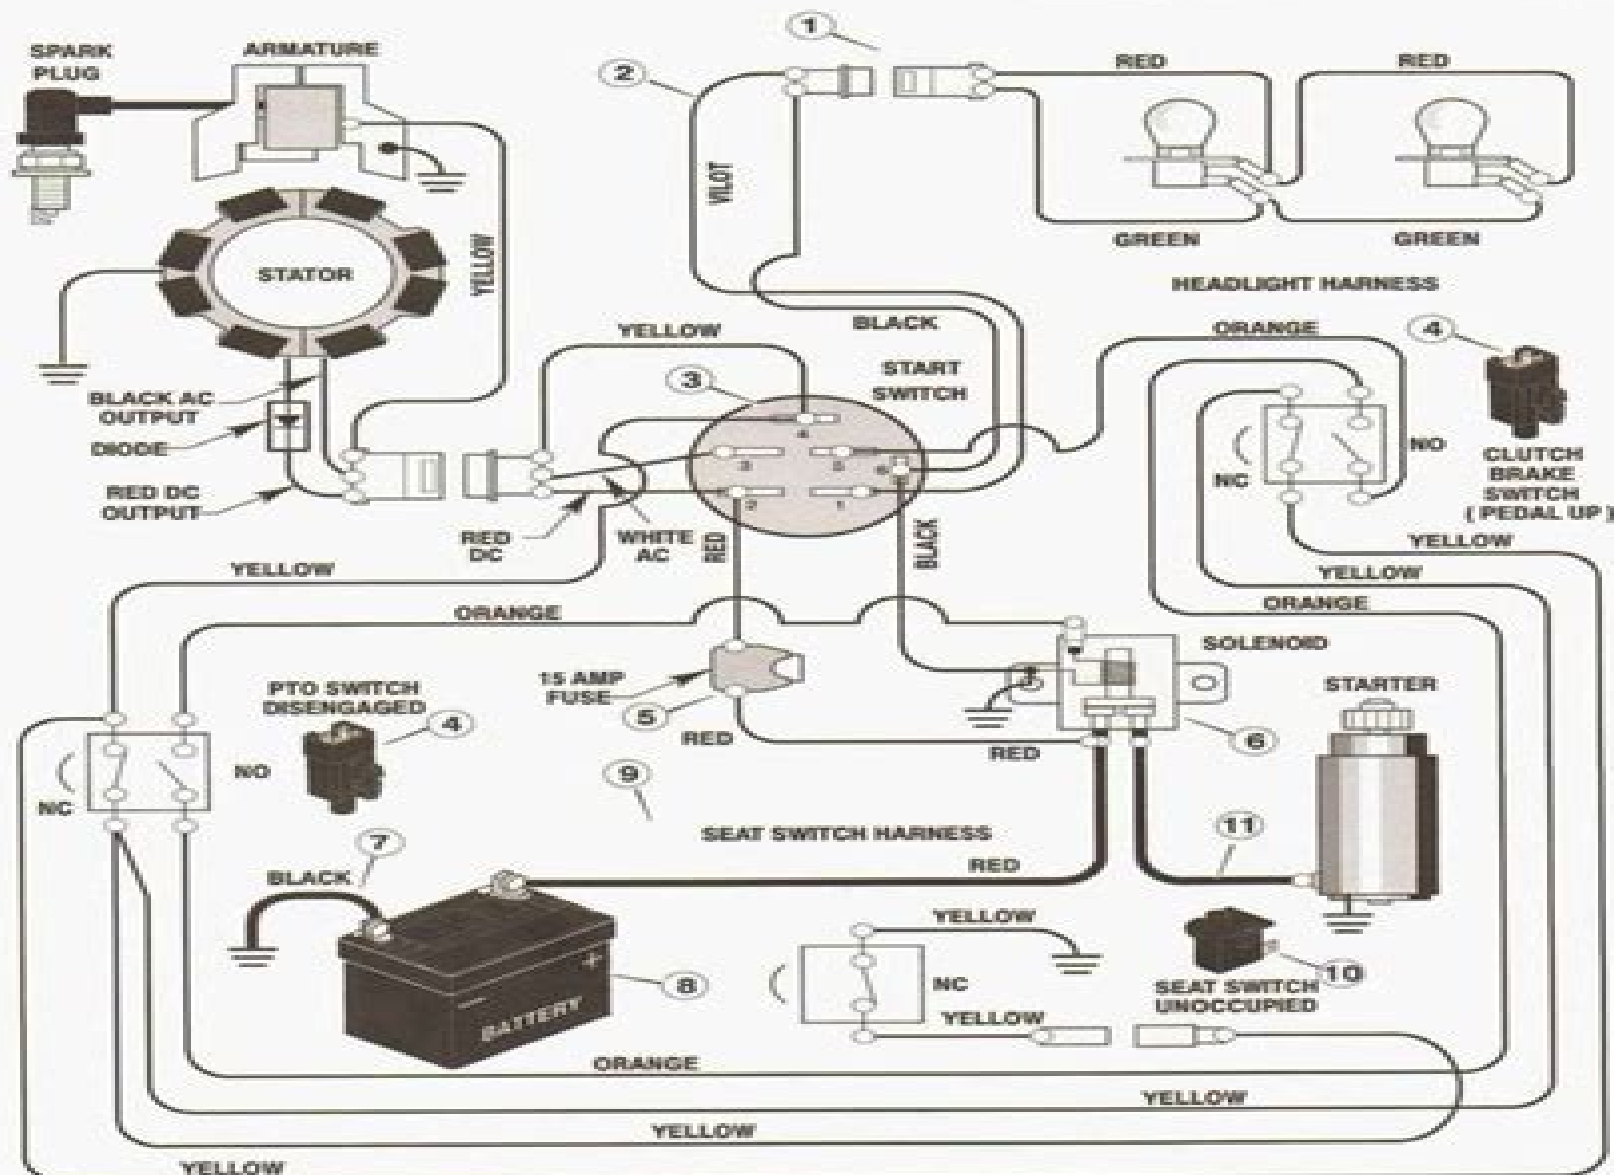 SPARK
PLUG
ARMATURE
1
2
RED
RED
VILOT
YELLOW
STATOR
GREEN
GREEN
HEADLIGHT HARNESS
YELLOW
BLACK
ORANGE
4
START
SWITCH
3
BLACK AC
OUTPUT
DIODE
RED DC
OUTPUT
4
3
5
6
2
1
NO
NC
CLUTCH
BRAKE
SWITCH
( PEDAL UP )
RED
DC
WHITE
AC
RED
BLACK
YELLOW
YELLOW
YELLOW
ORANGE
ORANGE
SOLENOID
15 AMP
FUSE
5
STARTER
PTO SWITCH
DISENGAGED
4
RED
RED
6
NO
NC
9
SEAT SWITCH HARNESS
11
7
BLACK
RED
YELLOW
+
–
BATTERY
8
NC
10
SEAT SWITCH
UNOCCUPIED
YELLOW
ORANGE
YELLOW
YELLOW
YELLOW